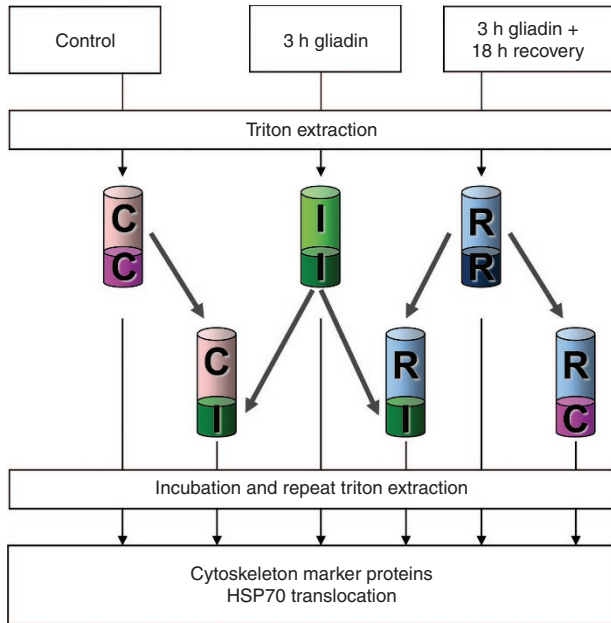 Control
3 h gliadin
3 h gliadin +
18 h recovery
Triton extraction
C
C
I
I
R
R
C
I
R
I
R
C
Incubation and repeat triton extraction
Cytoskeleton marker proteins
HSP70 translocation